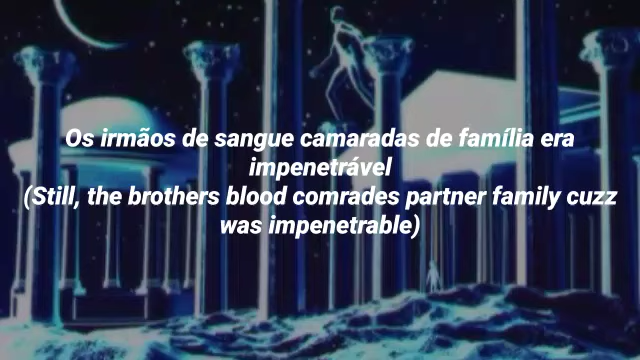 Os irmãos de sangue camaradas de família era
impenetrável
(Still, the brothers blood comrades partner family cuzz
was impenetrable)